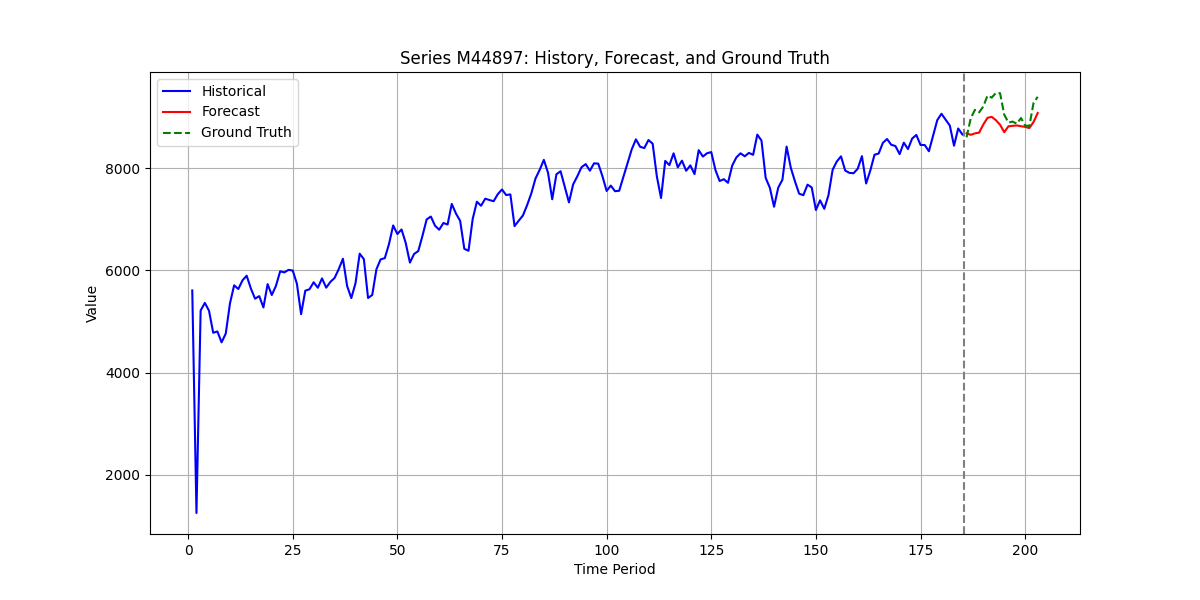 Series M44897: History, Forecast, and Ground Truth
Historical
Forecast
Ground Truth
8000
6000
4000
2000
Value
0
25
50
75
100
125
150
175
200
Time Period